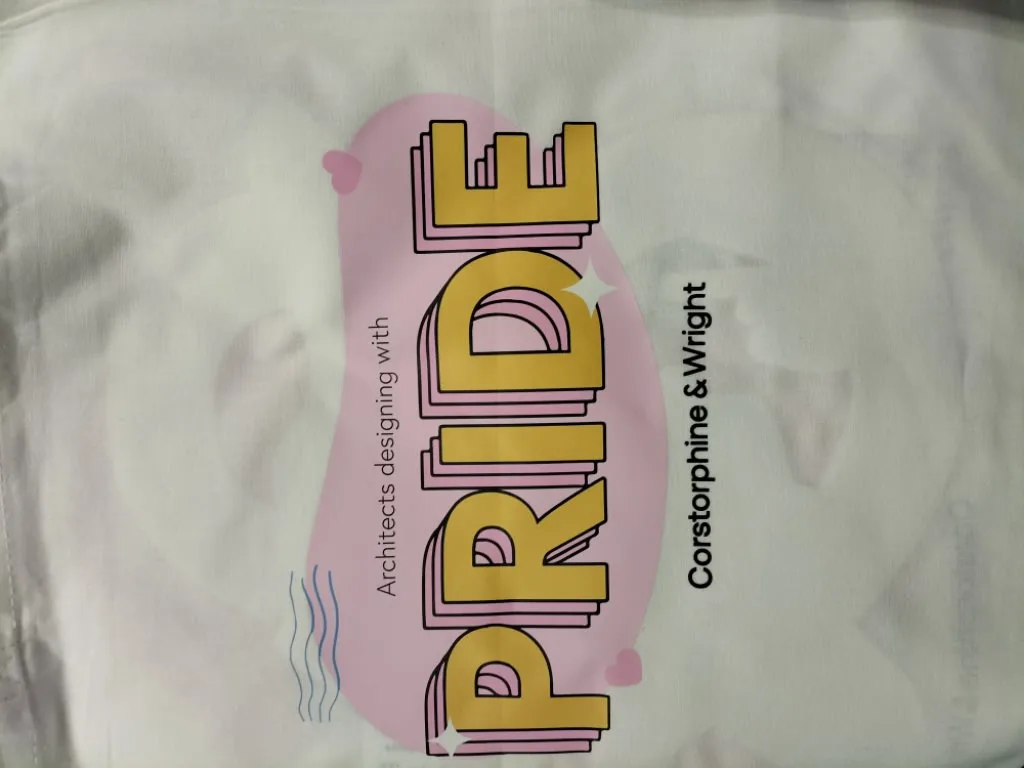 Architects designing with
PRIDE
Corstorphine & Wright